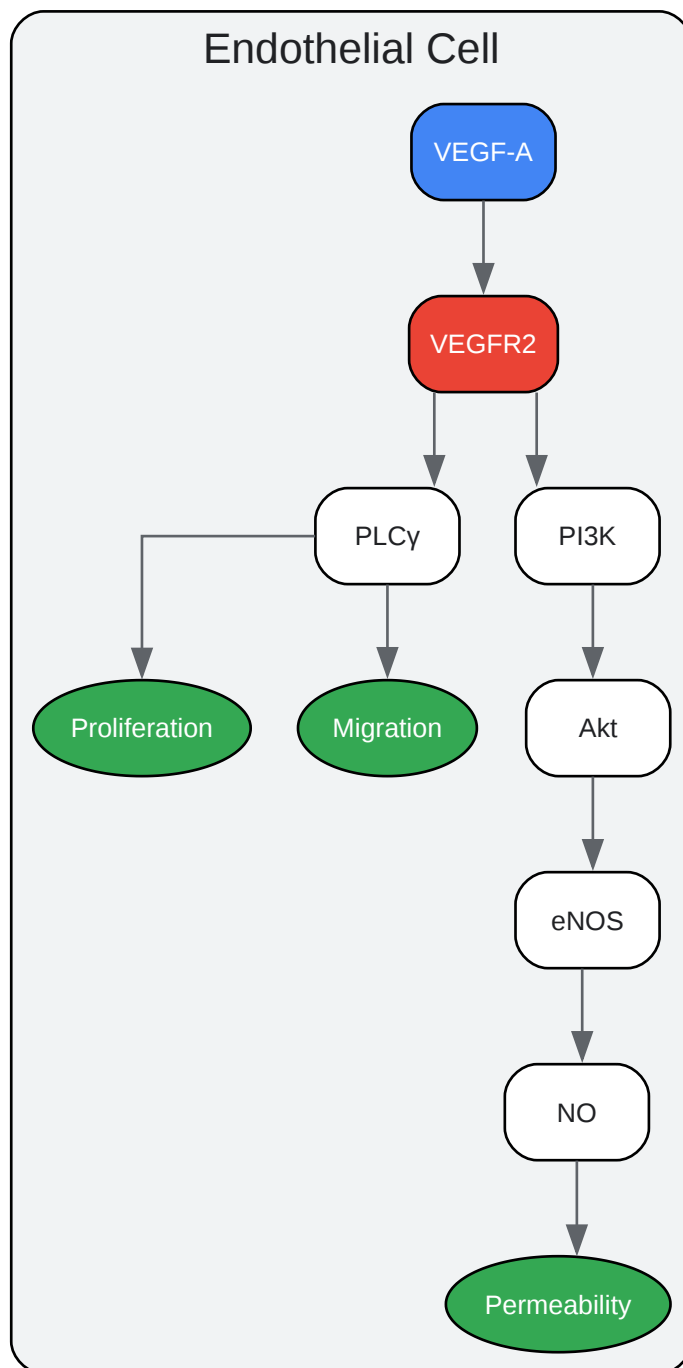 Endothelial Cell
VEGF-A
VEGFR2
PLCγ
PI3K
Proliferation
Migration
Akt
eNOS
NO
Permeability